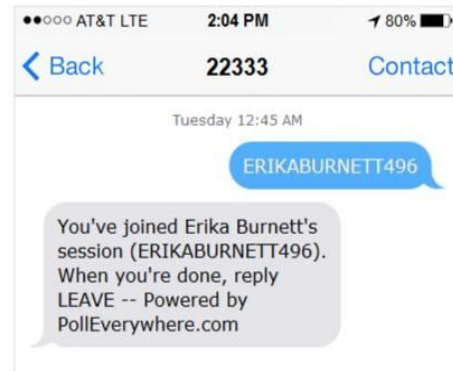 AT&T LTE 2:04 PM 80%
Back 22333 Contact
Tuesday 12:45 AM
ERIKABURNETT496
You've joined Erika Burnett's
session (ERIKABURNETT496).
When you're done, reply
LEAVE -- Powered by
PollEverywhere.com